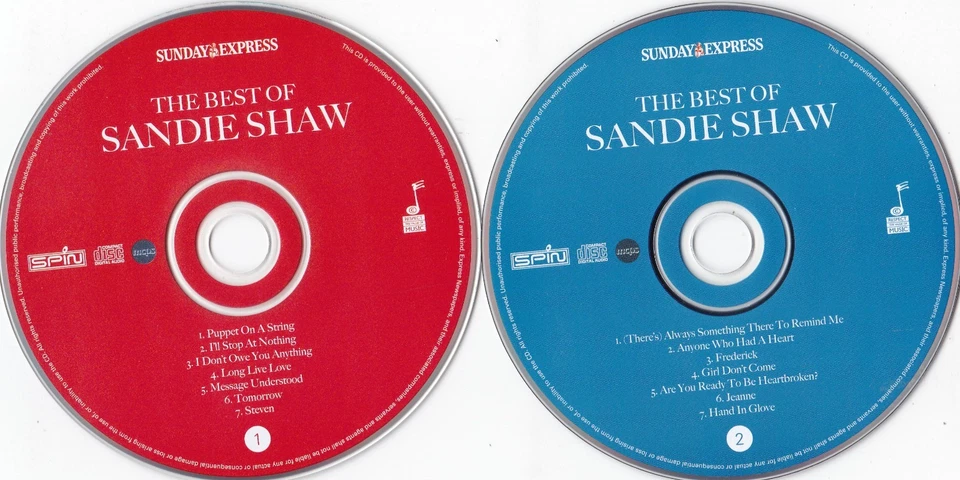 SUNDAY EXPRESS
THE BEST OF
SANDIE SHAW
SPIN
COMPACT
disc
DIGITAL AUDIO
mcps
RESPECT
MUSIC
1. Puppet On A String
2. I'll Stop At Nothing
3. I Don't Owe You Anything
4. Long Live Love
5. Message Understood
6. Tomorrow
7. Steven
1
This CD is provided to the user without warranties, express or implied, of any kind. Express Newspapers, and their associated companies, servants and agents shall not be liable for any actual or consequential damage arising from the use of, or inability to use the CD. All rights reserved. Unauthorised public performance, broadcasting and copying of this work prohibited.
SUNDAY EXPRESS
THE BEST OF
SANDIE SHAW
SPIN
COMPACT
disc
DIGITAL AUDIO
mcps
RESPECT
MUSIC
1. (There's) Always Something There To Remind Me
2. Anyone Who Had A Heart
3. Frederick
4. Girl Don't Come
5. Are You Ready To Be Heartbroken?
6. Jeanne
7. Hand In Glove
2
This CD is provided to the user without warranties, express or implied, of any kind. Express Newspapers, and their associated companies, servants and agents shall not be liable for any actual or consequential damage arising from the use of, or inability to use the CD. All rights reserved. Unauthorised public performance, broadcasting and copying of this work prohibited.